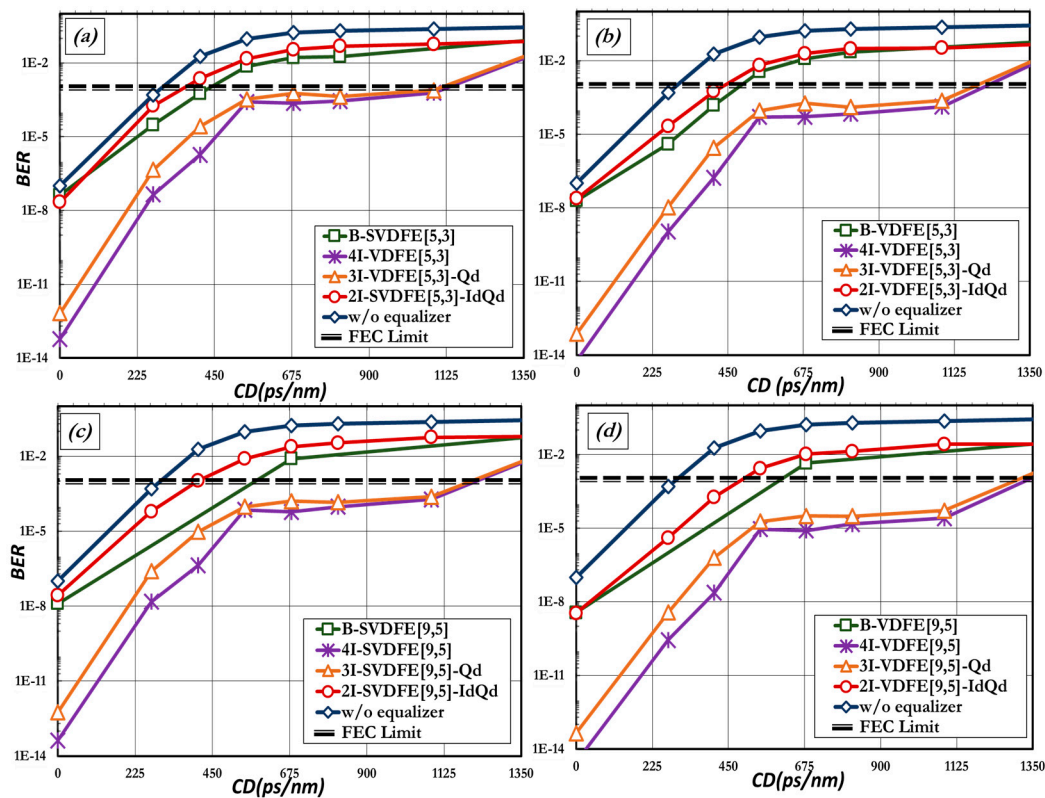 (a)
BER
1E-2
1E-5
1E-8
1E-11
1E-14
B-SVDFE[5,3]
4I-VDFE[5,3]
3I-VDFE[5,3]-Qd
2I-SVDFE[5,3]-IdQd
w/o equalizer
FEC Limit
0 225 450 675 900 1125 1350
CD(ps/nm)
(b)
1E-2
1E-5
1E-8
1E-11
1E-14
B-VDFE[5,3]
4I-VDFE[5,3]
3I-VDFE[5,3]-Qd
2I-VDFE[5,3]-IdQd
w/o equalizer
FEC Limit
0 225 450 675 900 1125 1350
CD (ps/nm)
(c)
BER
1E-2
1E-5
1E-8
1E-11
1E-14
B-SVDFE[9,5]
4I-SVDFE[9,5]
3I-SVDFE[9,5]-Qd
2I-SVDFE[9,5]-IdQd
w/o equalizer
FEC Limit
0 225 450 675 900 1125 1350
CD(ps/nm)
(d)
1E-2
1E-5
1E-8
1E-11
1E-14
B-VDFE[9,5]
4I-VDFE[9,5]
3I-VDFE[9,5]-Qd
2I-VDFE[9,5]-IdQd
w/o equalizer
FEC Limit
0 225 450 675 900 1125 1350
CD(ps/nm)